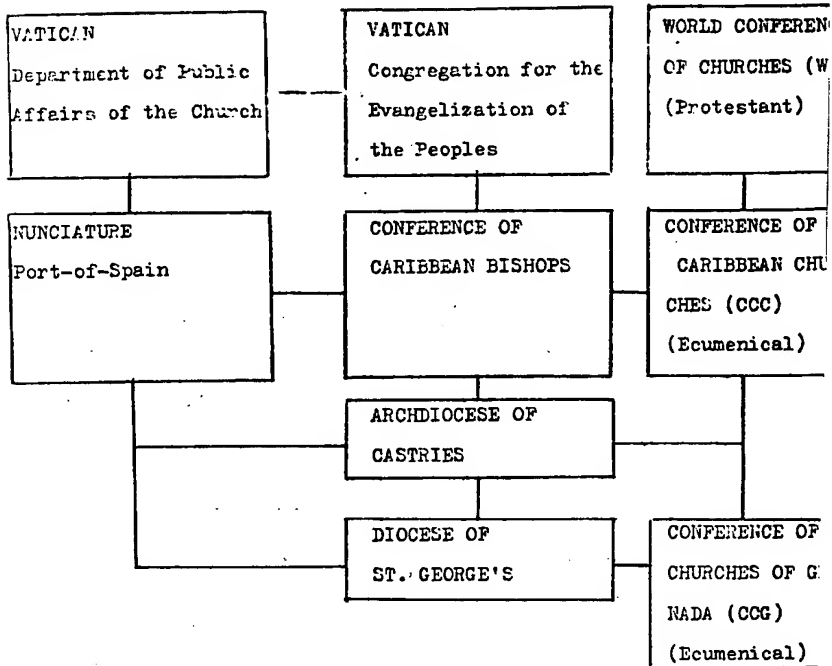 VATICAN
Department of Public
Affairs of the Church
VATICAN
Congregation for the
Evangelization of
the Peoples
WORLD CONFEREN
OF CHURCHES (W
(Protestant)
NUNCIATURE
Port-of-Spain
CONFERENCE OF
CARIBBEAN BISHOPS
CONFERENCE OF
CARIBBEAN CHU
CHES (CCC)
(Ecumenical)
ARCHDIOCESE OF
CASTRIES
DIOCESE OF
ST. GEORGE'S
CONFERENCE OF
CHURCHES OF G
NADA (CCG)
(Ecumenical)